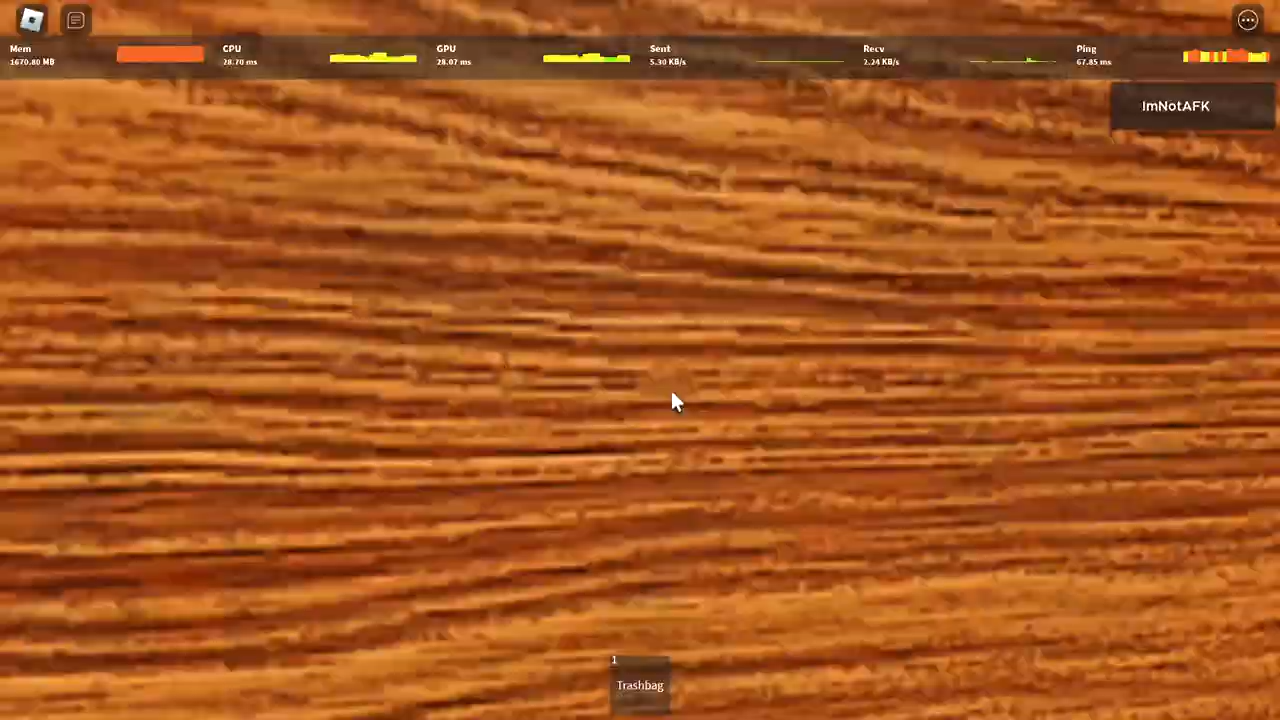 Mem CPU GPU Sent Recv Ping
1670.80 MB 28.70 ms 28.07 ms 5.30 KB/s 2.24 KB/s 67.85 ms
ImNotAFK
1
Trashbag